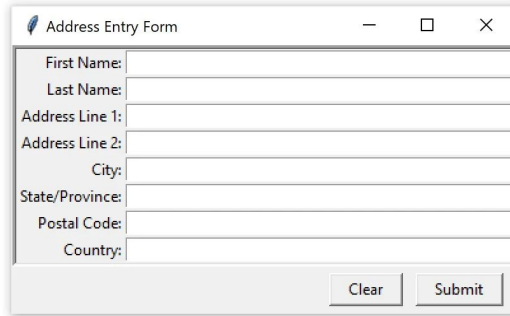 Address Entry Form
First Name:
Last Name:
Address Line 1:
Address Line 2:
City:
State/Province:
Postal Code:
Country:
Clear Submit